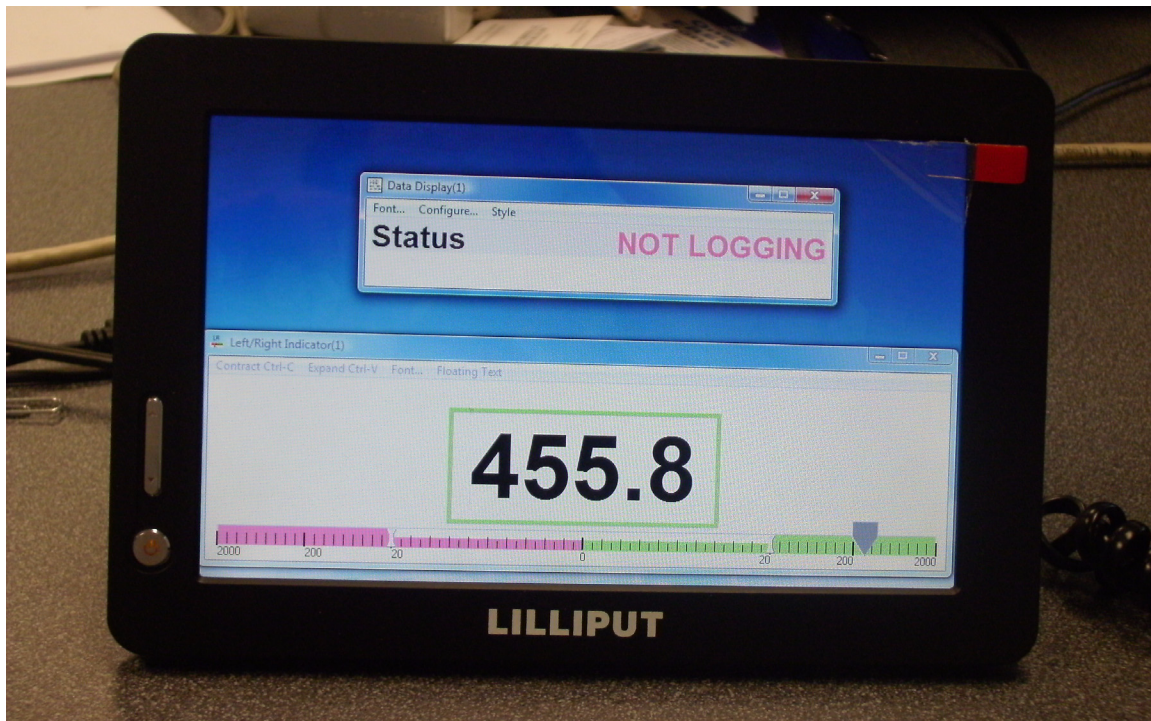 Data Display(1)
Font... Configure... Style
Status NOT LOGGING
Left/Right Indicator(1)
Contract Ctrl-C Expand Ctrl-V Font... Floating Text
455.8
2000 200 20 0 20 200 2000
LILLIPUT